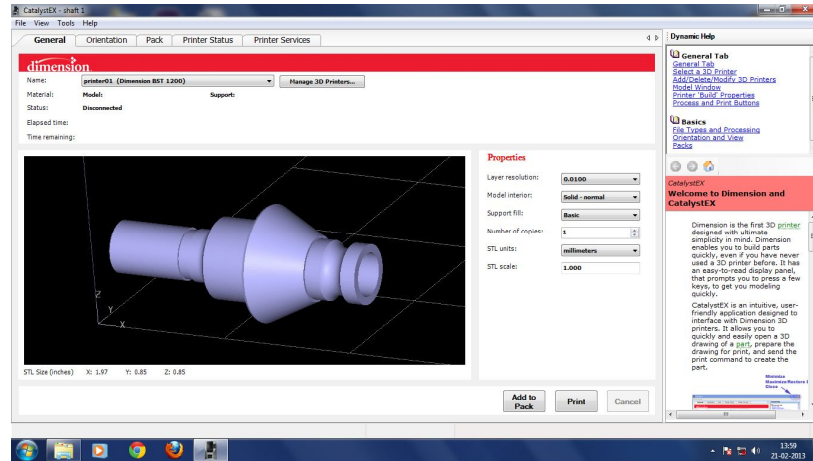 CatalystEX - shaft 1
File View Tools Help
General Orientation Pack Printer Status Printer Services
dimension
Name: printer01 (Dimension BST 1200) Manage 3D Printers...
Material: Model: Support:
Status: Disconnected
Elapsed time:
Time remaining:
Z
Y
X
STL Size (inches) X: 1.97 Y: 0.85 Z: 0.85
Properties
Layer resolution: 0.0100
Model interior: Solid - normal
Support fill: Basic
Number of copies: 1
STL units: millimeters
STL scale: 1.000
Add to
Pack
Print Cancel
Dynamic Help
General Tab
General Tab
Select a 3D Printer
Add/Delete/Modify 3D Printers
Model Window
Printer 'Build' Properties
Process and Print Buttons
Basics
File Types and Processing
Orientation and View
Packs
CatalystEX
Welcome to Dimension and
CatalystEX
Dimension is the first 3D printer
designed with ultimate
simplicity in mind. Dimension
enables you to build parts
quickly, even if you have never
used a 3D printer before. It has
an easy-to-read display panel,
that prompts you to press a few
keys, to get you modeling
quickly.
CatalystEX is an intuitive, user-
friendly application designed to
interface with Dimension 3D
printers. It allows you to
quickly and easily open a 3D
drawing of a part, prepare the
drawing for print, and send the
print command to create the
part.
Minimize
Maximize/Restore
Close
13:59
21-02-2013